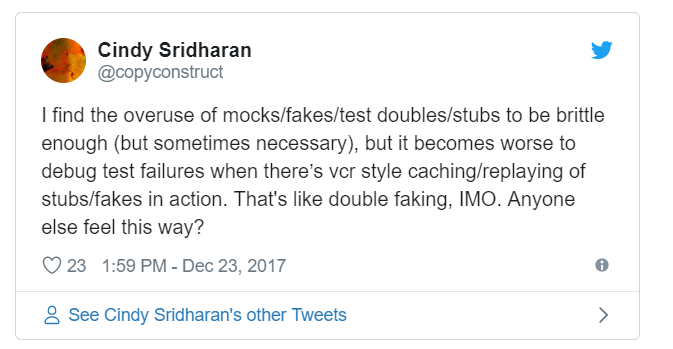 Cindy Sridharan
@copyconstruct
I find the overuse of mocks/fakes/test doubles/stubs to be brittle
enough (but sometimes necessary), but it becomes worse to
debug test failures when there’s vcr style caching/replaying of
stubs/fakes in action. That's like double faking, IMO. Anyone
else feel this way?
23 1:59 PM - Dec 23, 2017
See Cindy Sridharan's other Tweets